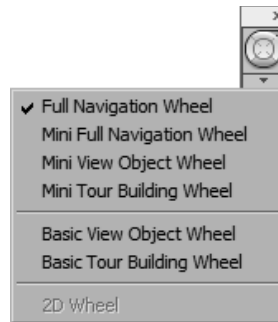 Full Navigation Wheel
Mini Full Navigation Wheel
Mini View Object Wheel
Mini Tour Building Wheel
Basic View Object Wheel
Basic Tour Building Wheel
2D Wheel